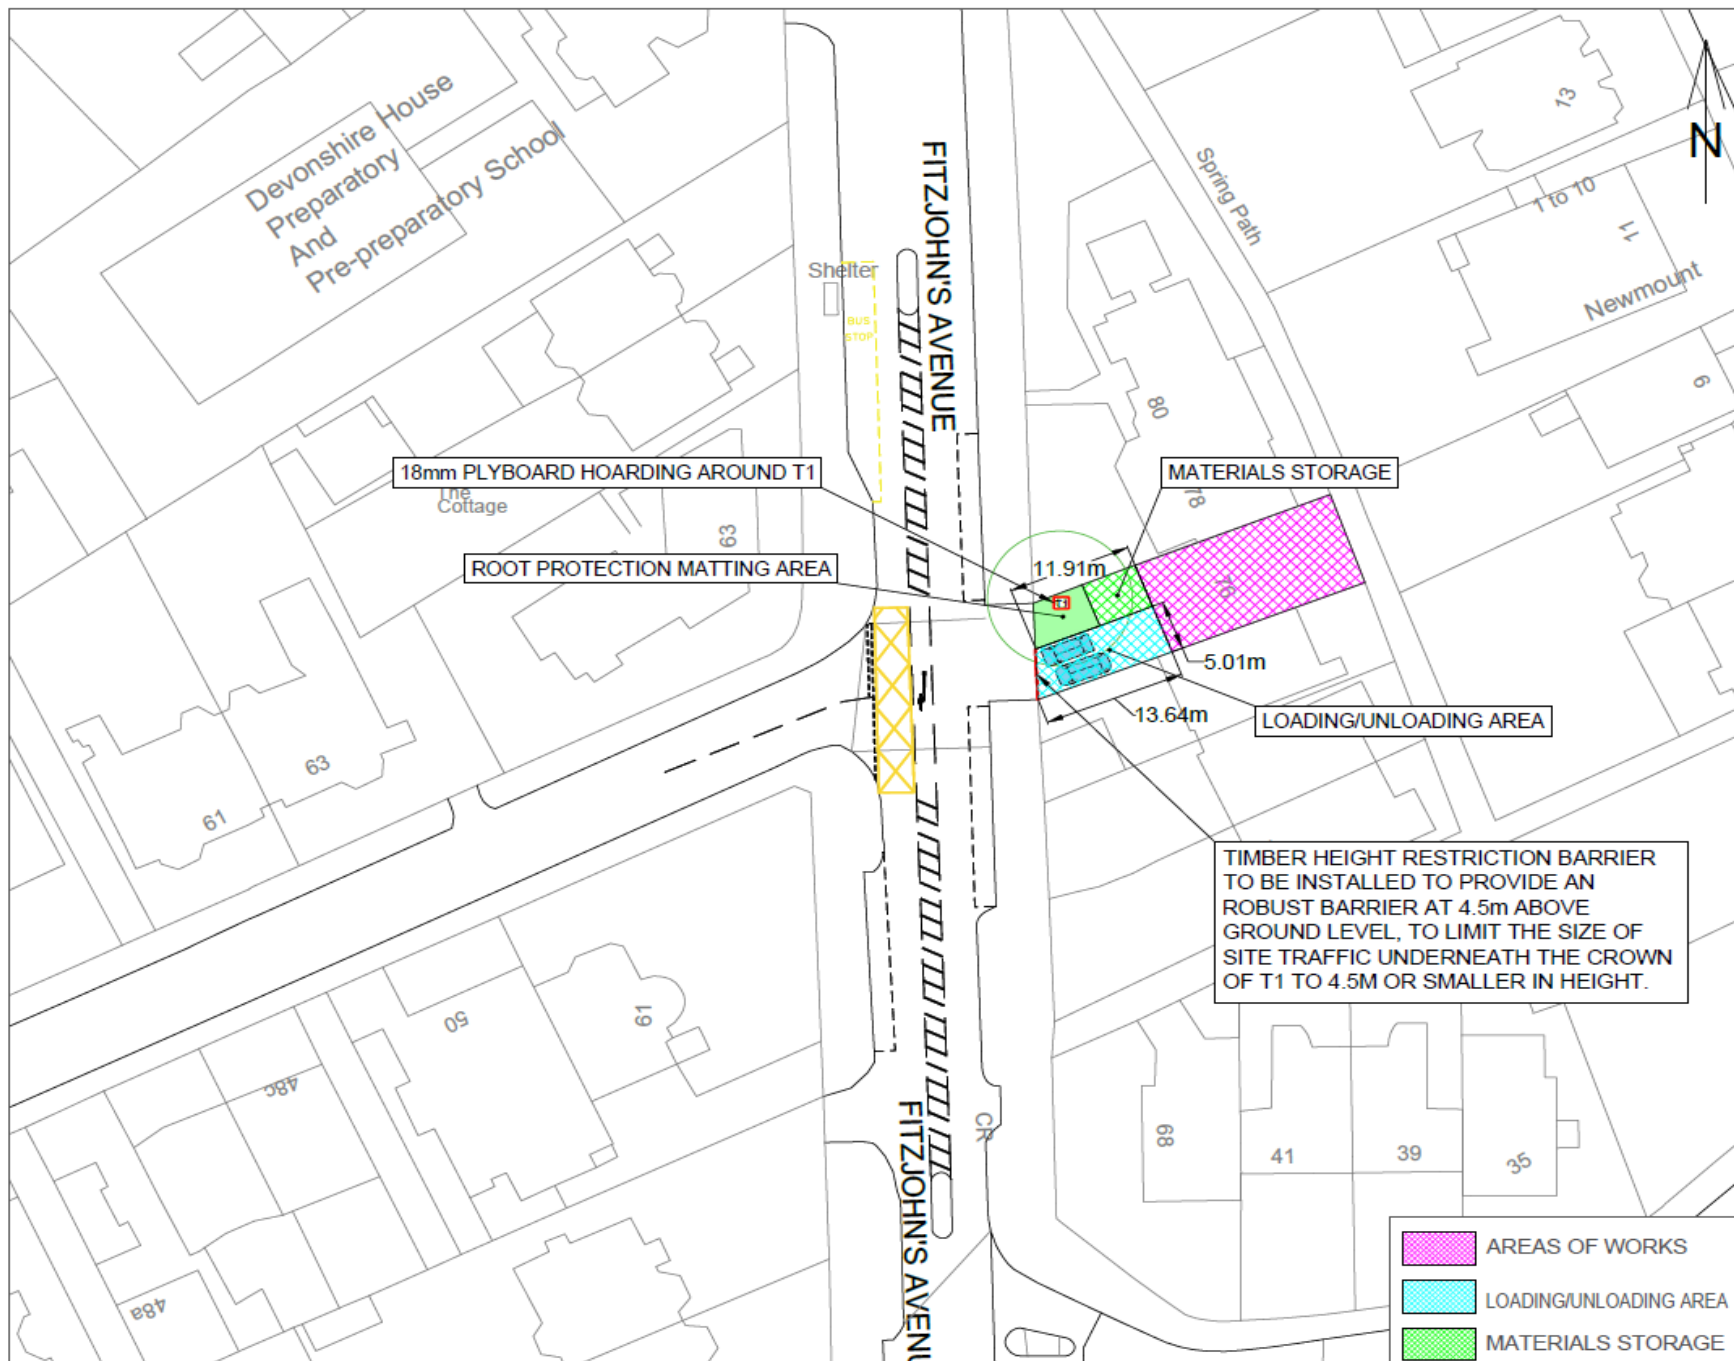 Devonshire House
Preparatory
And
Pre-preparatory School
13
N
Spring Path
1 to 10
11
Newmount
6
FITZJOHN'S AVENUE
Shelter
BUS
STOP
80
18mm PLYBOARD HOARDING AROUND T1
MATERIALS STORAGE
The
Cottage
78
63
ROOT PROTECTION MATTING AREA
11.91m
76
5.01m
13.64m
LOADING/UNLOADING AREA
63
61
TIMBER HEIGHT RESTRICTION BARRIER
TO BE INSTALLED TO PROVIDE AN
ROBUST BARRIER AT 4.5m ABOVE
GROUND LEVEL, TO LIMIT THE SIZE OF
SITE TRAFFIC UNDERNEATH THE CROWN
OF T1 TO 4.5M OR SMALLER IN HEIGHT.
50
61
48c
CR
68
41
39
35
48a
FITZJOHN'S AVENU
AREAS OF WORKS
LOADING/UNLOADING AREA
MATERIALS STORAGE